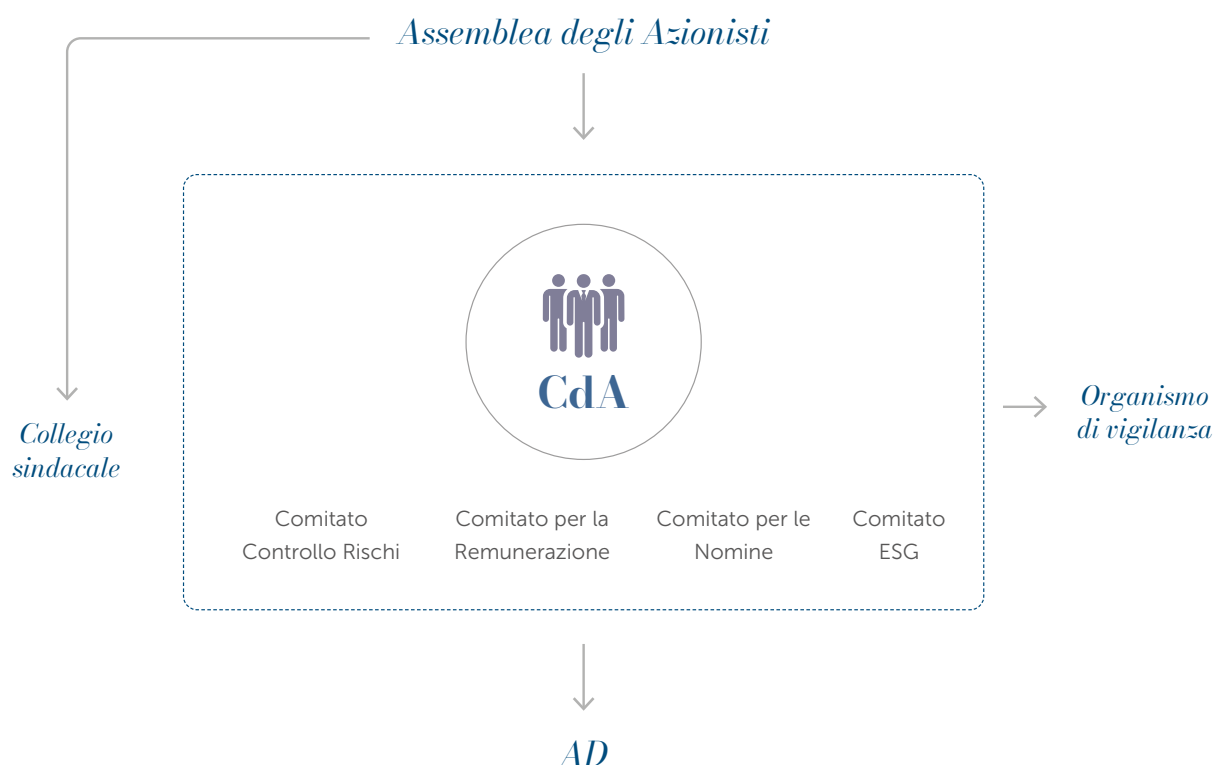 Assemblea degli Azionisti
CdA
Collegio
sindacale
Organismo
di vigilanza
Comitato
Controllo Rischi
Comitato per la
Remunerazione
Comitato per le
Nomine
Comitato
ESG
AD